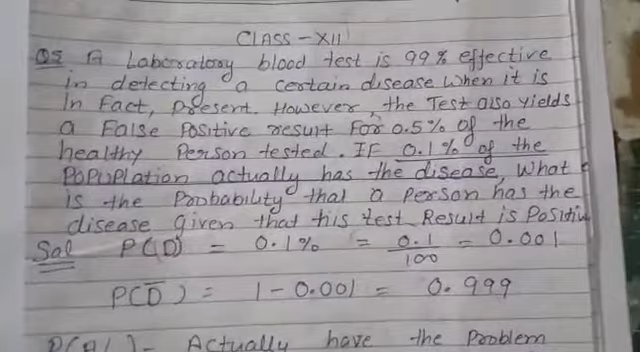 CLASS - XII
Q5 A Laboratory blood test is 99% effective
in detecting a certain disease when it is
in Fact, present. However, the Test also yields
a False Positive result For 0.5% of the
healthy Person tested. IF 0.1% of the
POPUPlation actually has the disease, What
is the Probability that a person has the
disease given that his test Result is Positiv
Sol P(D) = 0.1% = 0.1/100 = 0.001
P(D̅) = 1-0.001 = 0.999
Actually have the Problem